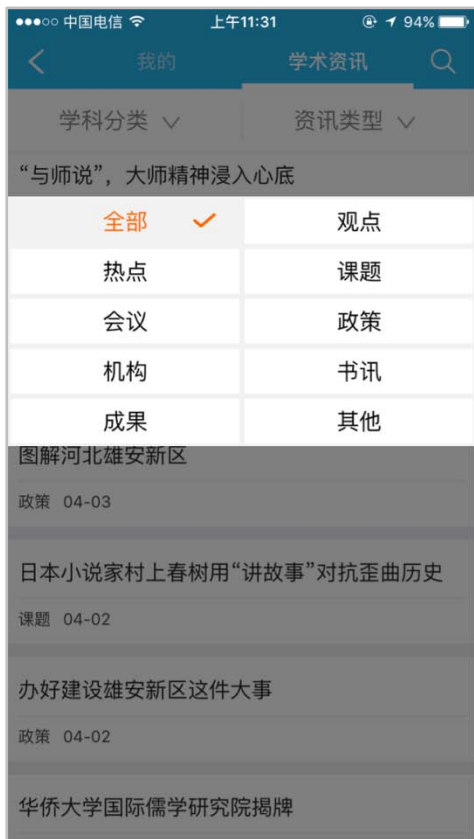 中国电信 上午11:31 94%
我的 学术资讯
学科分类 资讯类型
“与师说”，大师精神浸入心底
全部 观点
热点 课题
会议 政策
机构 书讯
成果 其他
图解河北雄安新区
政策 04-03
日本小说家村上春树用“讲故事”对抗歪曲历史
课题 04-02
办好建设雄安新区这件大事
政策 04-02
华侨大学国际儒学研究院揭牌